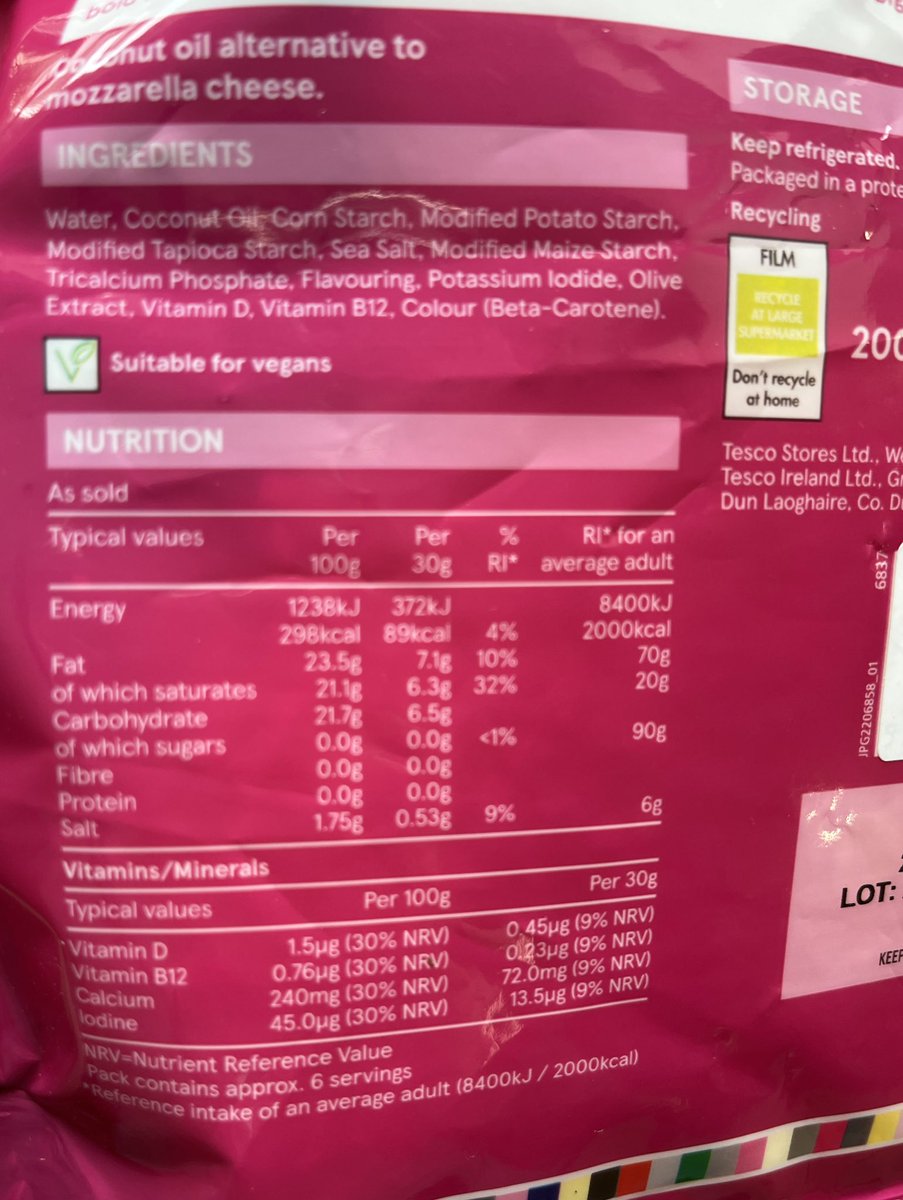 nut oil alternative to
mozzarella cheese.
INGREDIENTS
Water, Coconut Oil, Corn Starch, Modified Potato Starch,
Modified Tapioca Starch, Sea Salt, Modified Maize Starch,
Tricalcium Phosphate, Flavouring, Potassium Iodide, Olive
Extract, Vitamin D, Vitamin B12, Colour (Beta-Carotene).
Suitable for vegans
NUTRITION
As sold
Typical values Per 100g Per 30g % RI* RI* for an average adult
Energy 1238kJ 372kJ 8400kJ
298kcal 89kcal 4% 2000kcal
Fat 23.5g 7.1g 10% 70g
of which saturates 21.1g 6.3g 32% 20g
Carbohydrate 21.7g 6.5g
of which sugars 0.0g 0.0g <1% 90g
Fibre 0.0g 0.0g
Protein 0.0g 0.0g
Salt 1.75g 0.53g 9% 6g
Vitamins/Minerals
Typical values Per 100g Per 30g
Vitamin D 1.5µg (30% NRV) 0.45µg (9% NRV)
Vitamin B12 0.76µg (30% NRV) 0.23µg (9% NRV)
Calcium 240mg (30% NRV) 72.0mg (9% NRV)
Iodine 45.0µg (30% NRV) 13.5µg (9% NRV)
NRV=Nutrient Reference Value
Pack contains approx. 6 servings
*Reference intake of an average adult (8400kJ / 2000kcal)
STORAGE
Keep refrigerated.
Packaged in a prote
Recycling
FILM
RECYCLE
AT LARGE
SUPERMARKET
Don't recycle
at home
200
Tesco Stores Ltd., We
Tesco Ireland Ltd., Gr
Dun Laoghaire, Co. Du
6837
JPG2206858_01
LOT:
KEEP